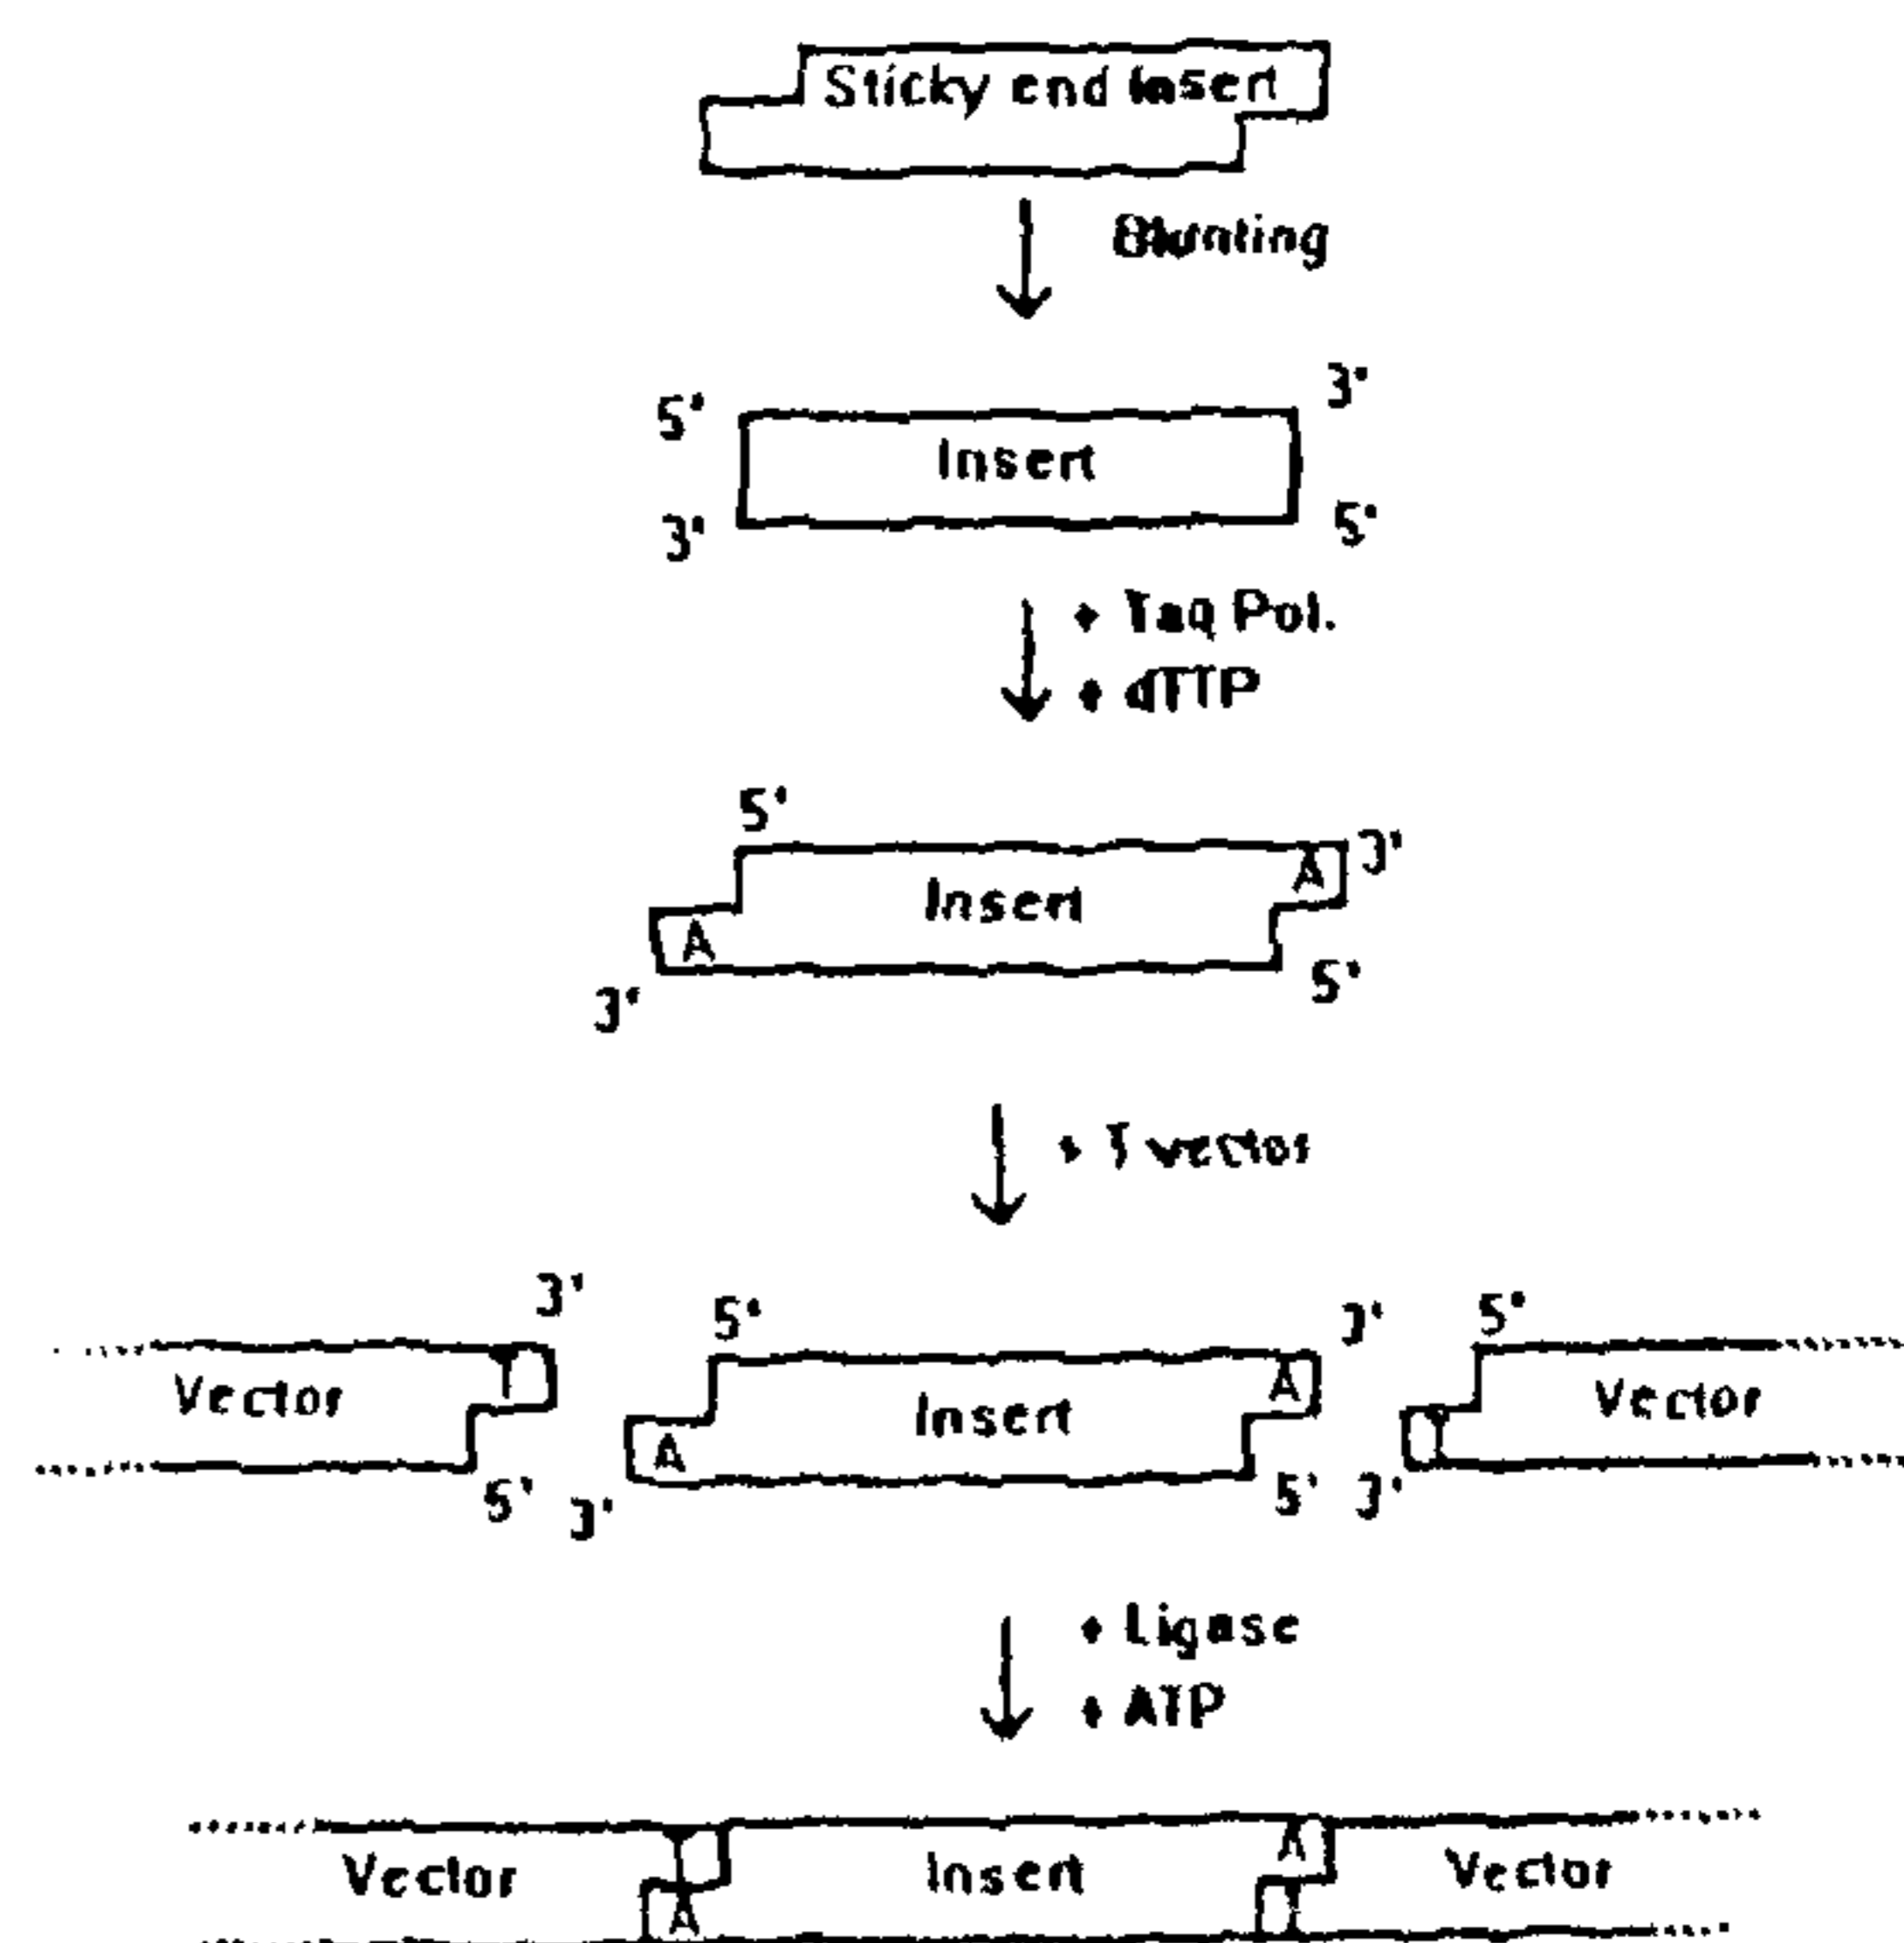 Sticky end insert
Blunting
5' 3'
Insert
3' 5'
♦ Taq Pol.
♦ dTTP
5' 3'
A
Insert
A
3' 5'
♦ T vector
3' 5' 3' 5'
T
Vector A Vector
Insert
A T
5' 3' 5' 3'
♦ Ligase
♦ ATP
T A
Vector Insert Vector
A T